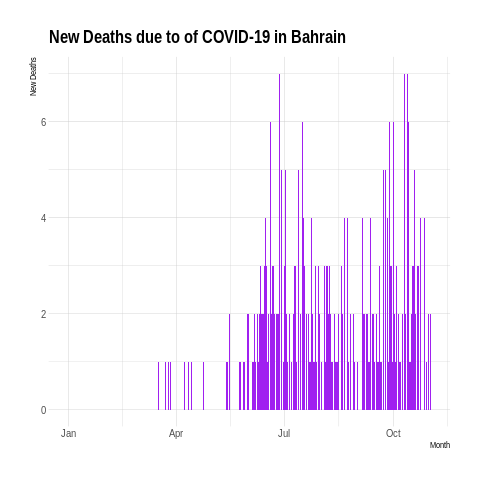 New Deaths due to of COVID-19 in Bahrain
New Deaths
6
4
2
0
Jan Apr Jul Oct
Month